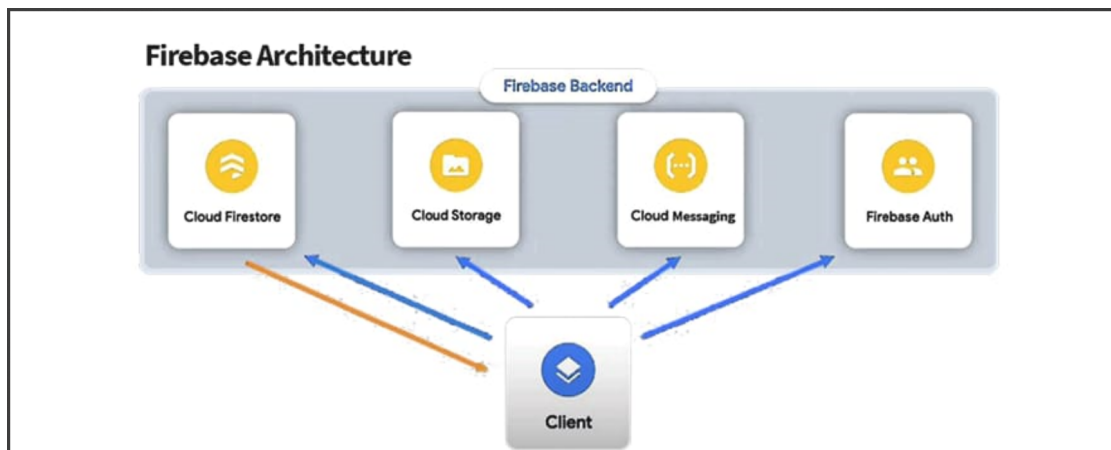 Firebase Architecture
Firebase Backend
Cloud Firestore
Cloud Storage
Cloud Messaging
Firebase Auth
Client